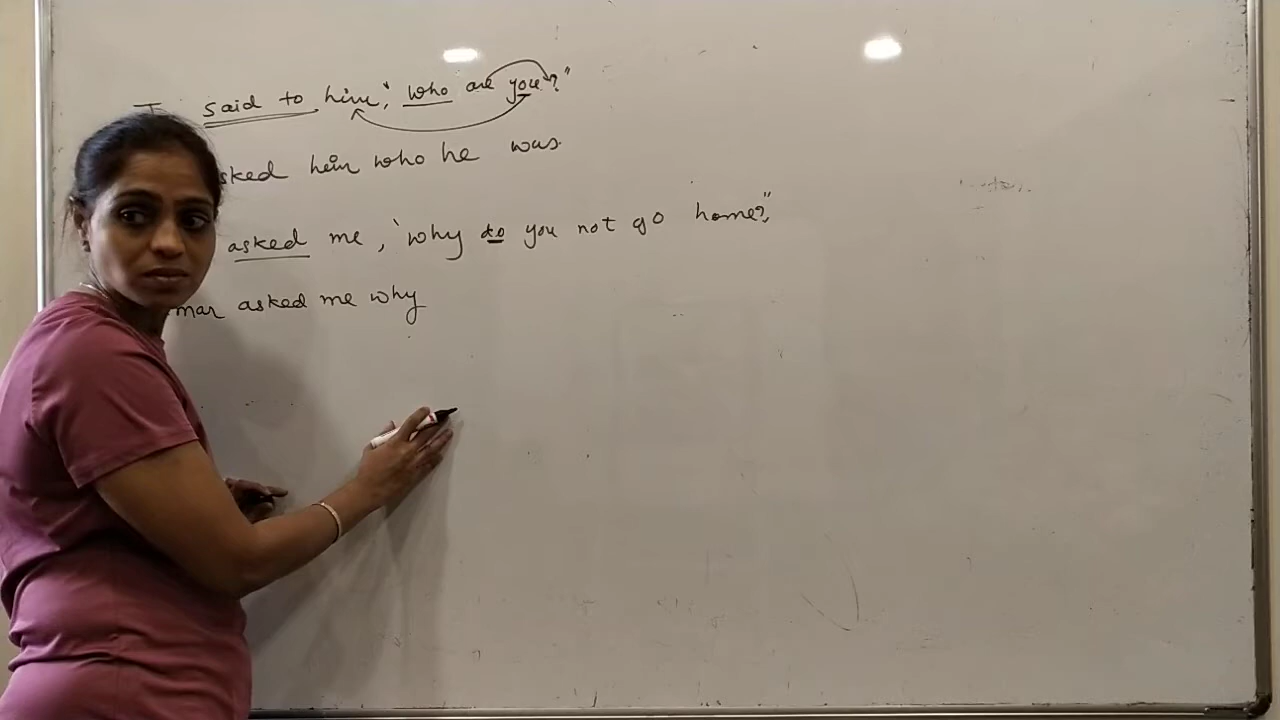 I said to him, "who are you?"
sked him who he was.
asked me, "why do you not go home?"
mar asked me why